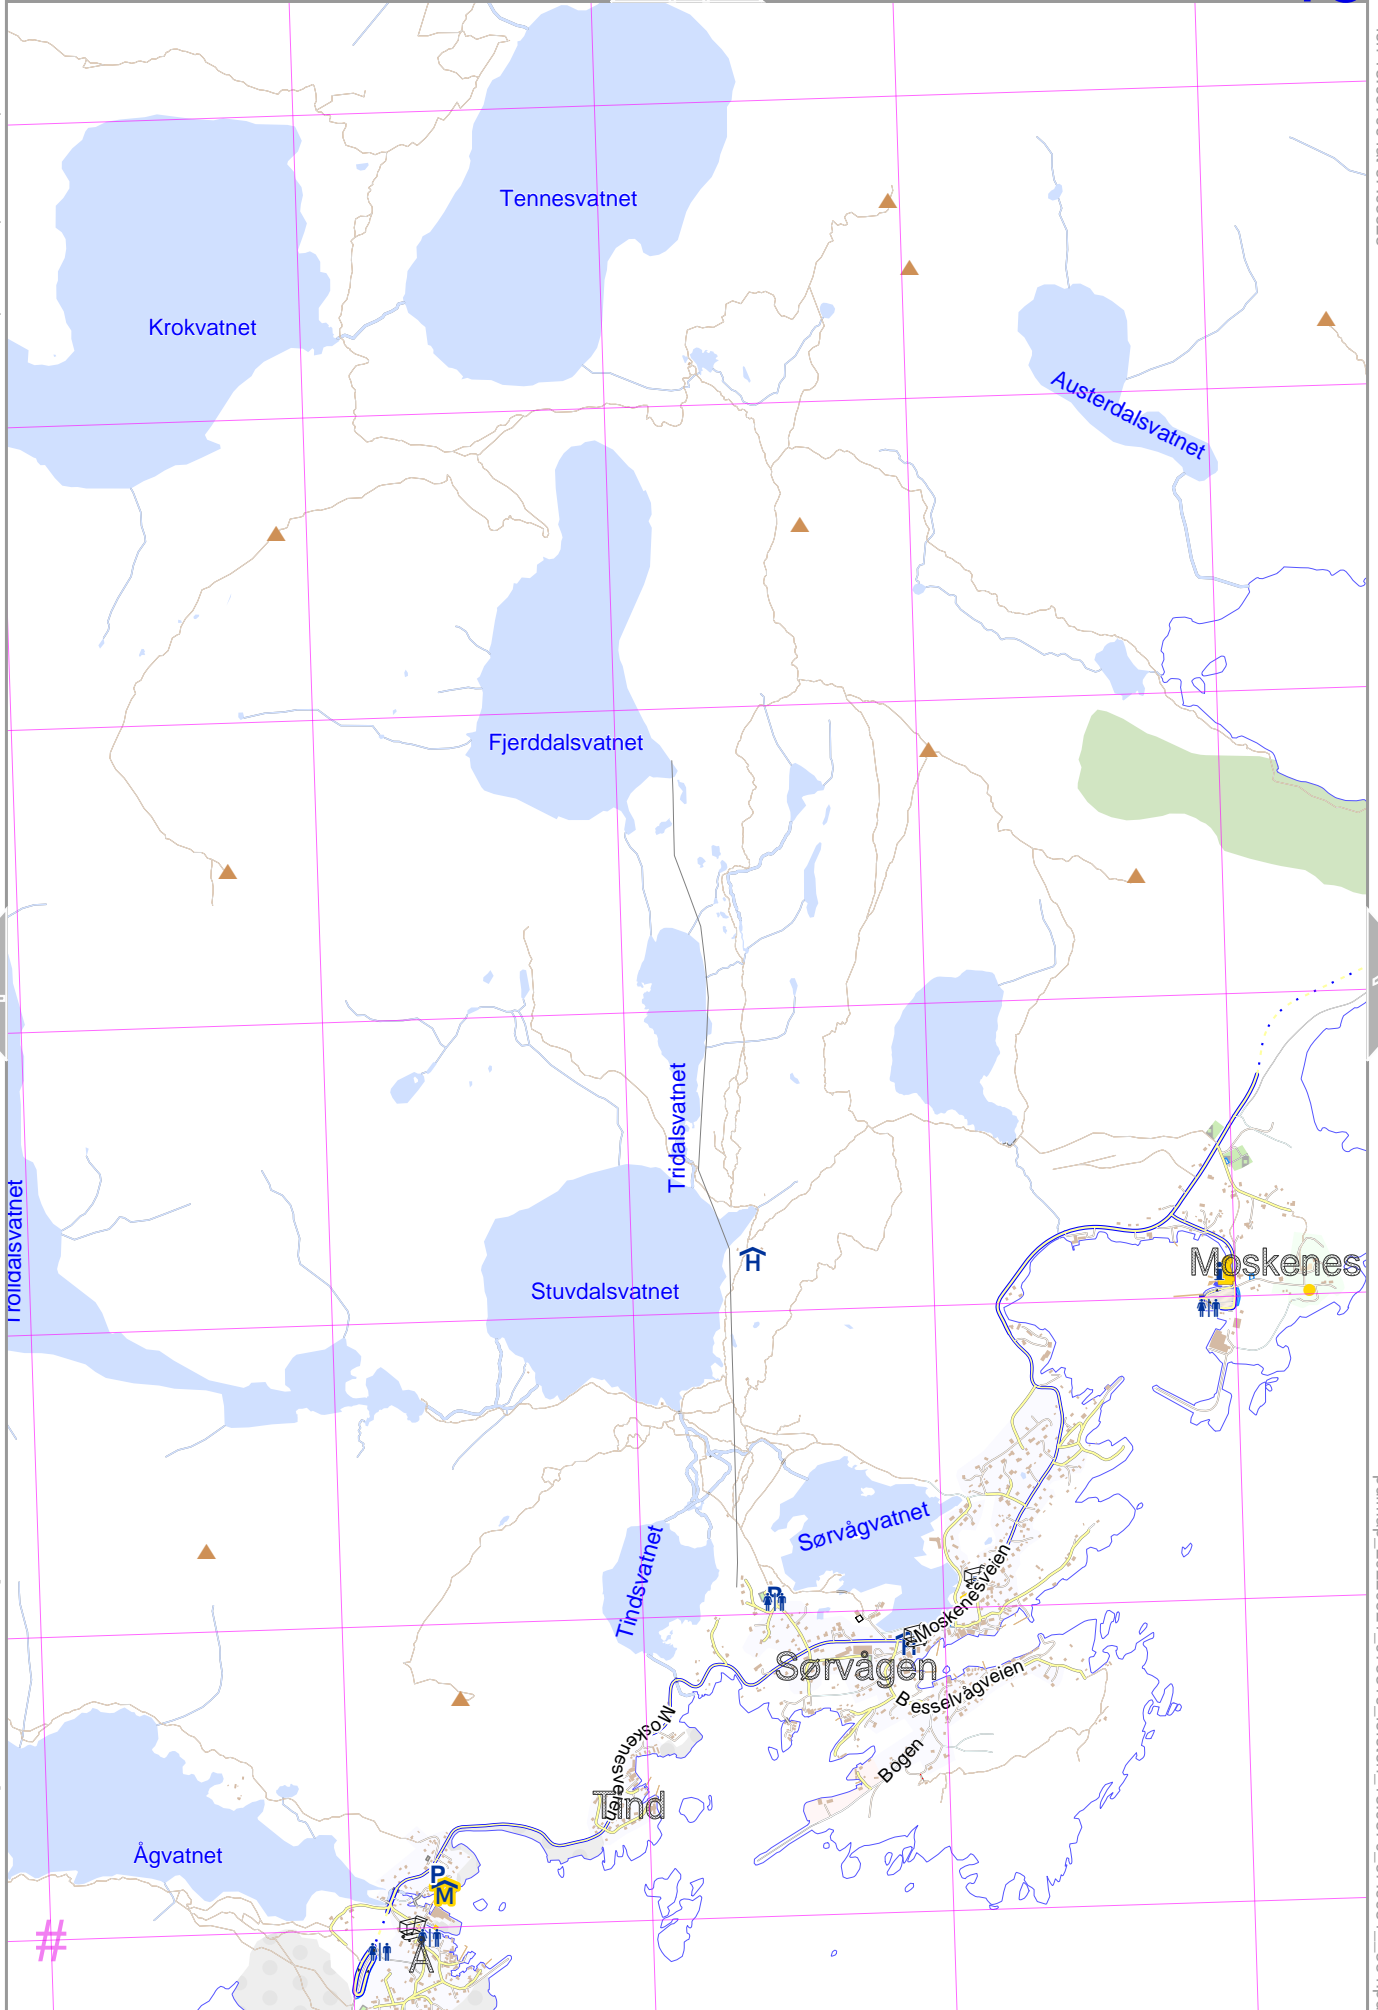 Tennesvatnet
Krokvatnet
Austerdalsvatnet
Fjerddalsvatnet
Tridalsvatnet
Trolldalsvatnet
H
Moskenes
i
Stuvdalsvatnet
Sørvågvatnet
Tindsvatnet
Moskenesveien
P
H
Sørvågen
Besselvågveien
Moskenesveien
Bogen
Tind
Ågvatnet
P
M
#
Å